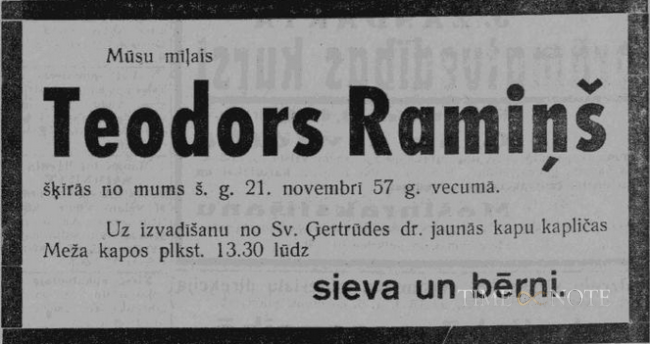 Mūsu mīļais
Teodors Ramiņš
šķīrās no mums š. g. 21. novembrī 57 g. vecumā.
Uz izvadīšanu no Sv. Ģertrūdes dr. jaunās kapu kapličas
Meža kapos plkst. 13.30 lūdz
sieva un bērni.
TIMENOTE